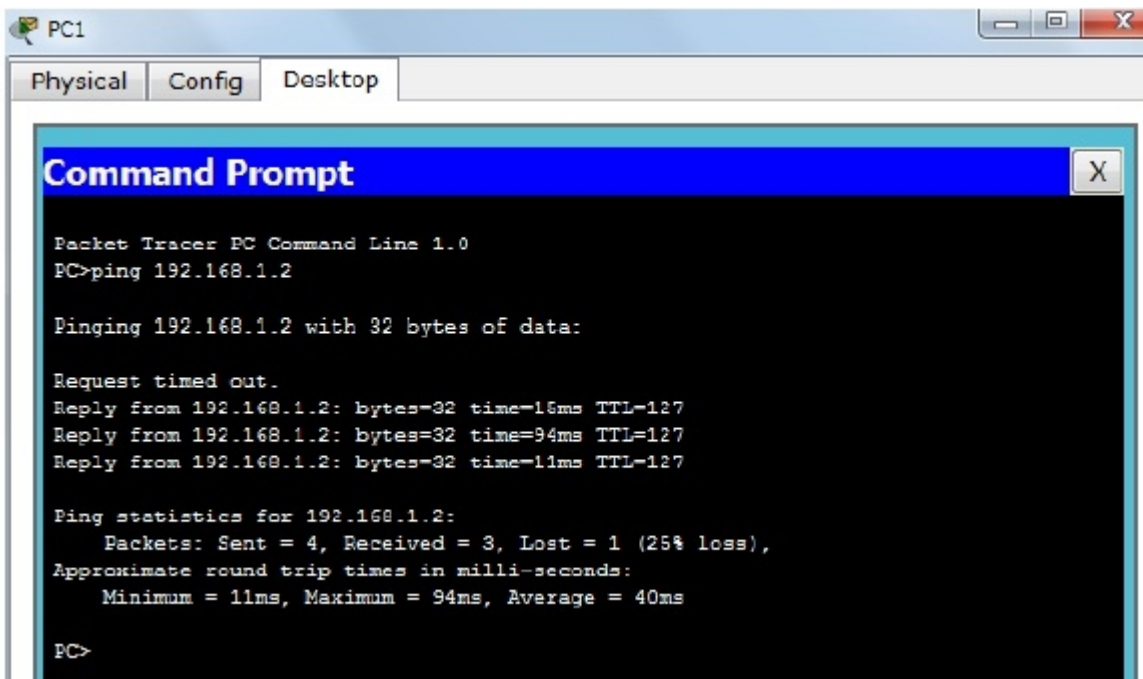 PC1
Physical Config Desktop
Command Prompt X
Packet Tracer PC Command Line 1.0
PC>ping 192.168.1.2
Pinging 192.168.1.2 with 32 bytes of data:
Request timed out.
Reply from 192.168.1.2: bytes=32 time=16ms TTL=127
Reply from 192.168.1.2: bytes=32 time=94ms TTL=127
Reply from 192.168.1.2: bytes=32 time=11ms TTL=127
Ping statistics for 192.168.1.2:
Packets: Sent = 4, Received = 3, Lost = 1 (25% loss),
Approximate round trip times in milli-seconds:
Minimum = 11ms, Maximum = 94ms, Average = 40ms
PC>